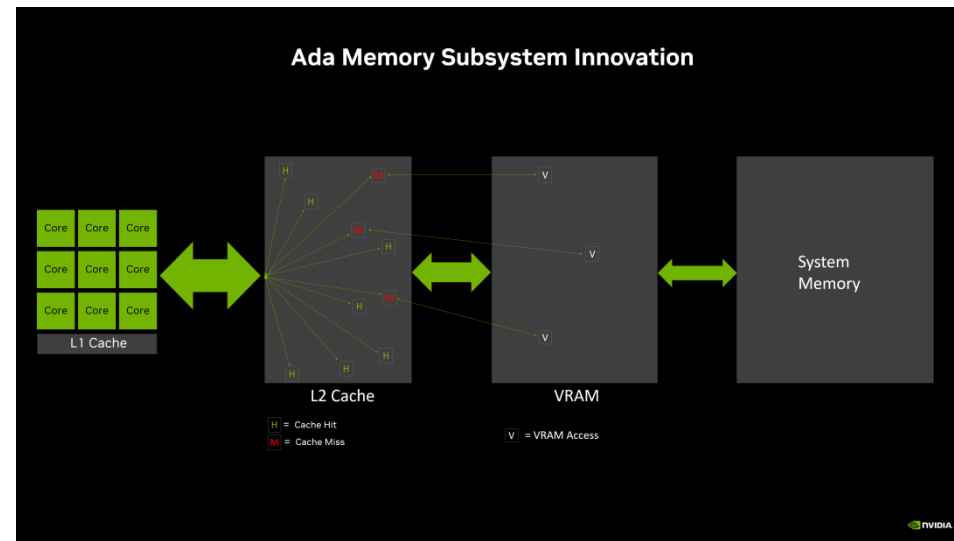 Ada Memory Subsystem Innovation
H
M
V
H
Core Core Core
M
H
V
Core Core Core
System
Memory
M
H
Core Core Core
V
L1 Cache
H
H
H
L2 Cache
VRAM
H = Cache Hit
M = Cache Miss
V = VRAM Access
NVIDIA.